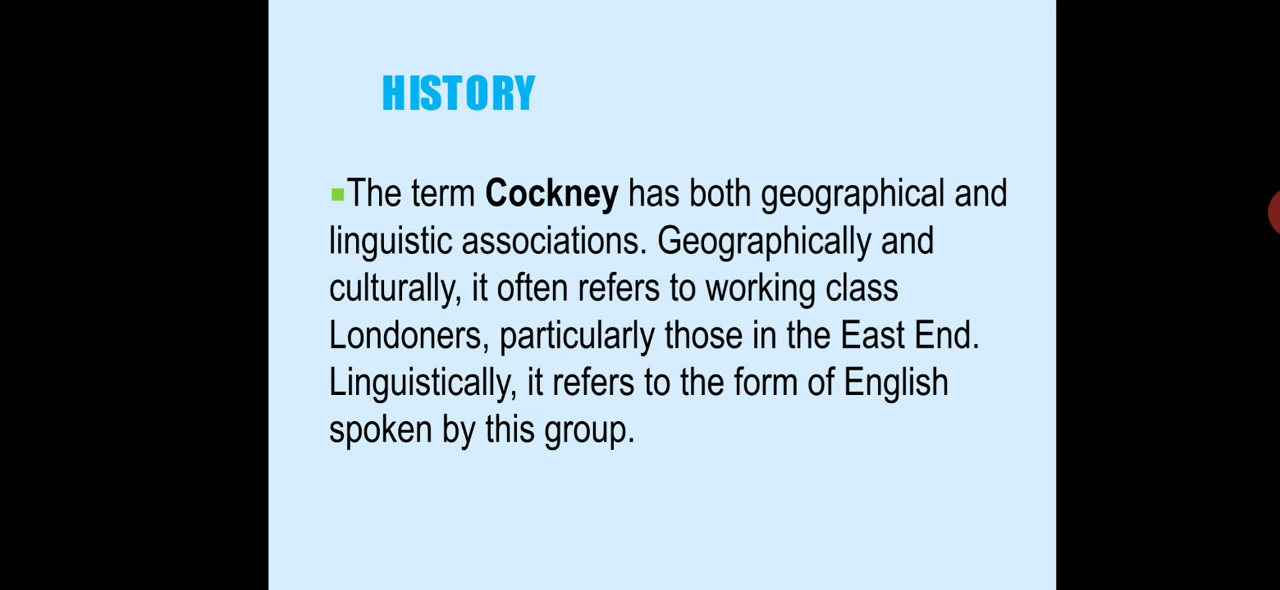 HISTORY
▪The term Cockney has both geographical and
linguistic associations. Geographically and
culturally, it often refers to working class
Londoners, particularly those in the East End.
Linguistically, it refers to the form of English
spoken by this group.